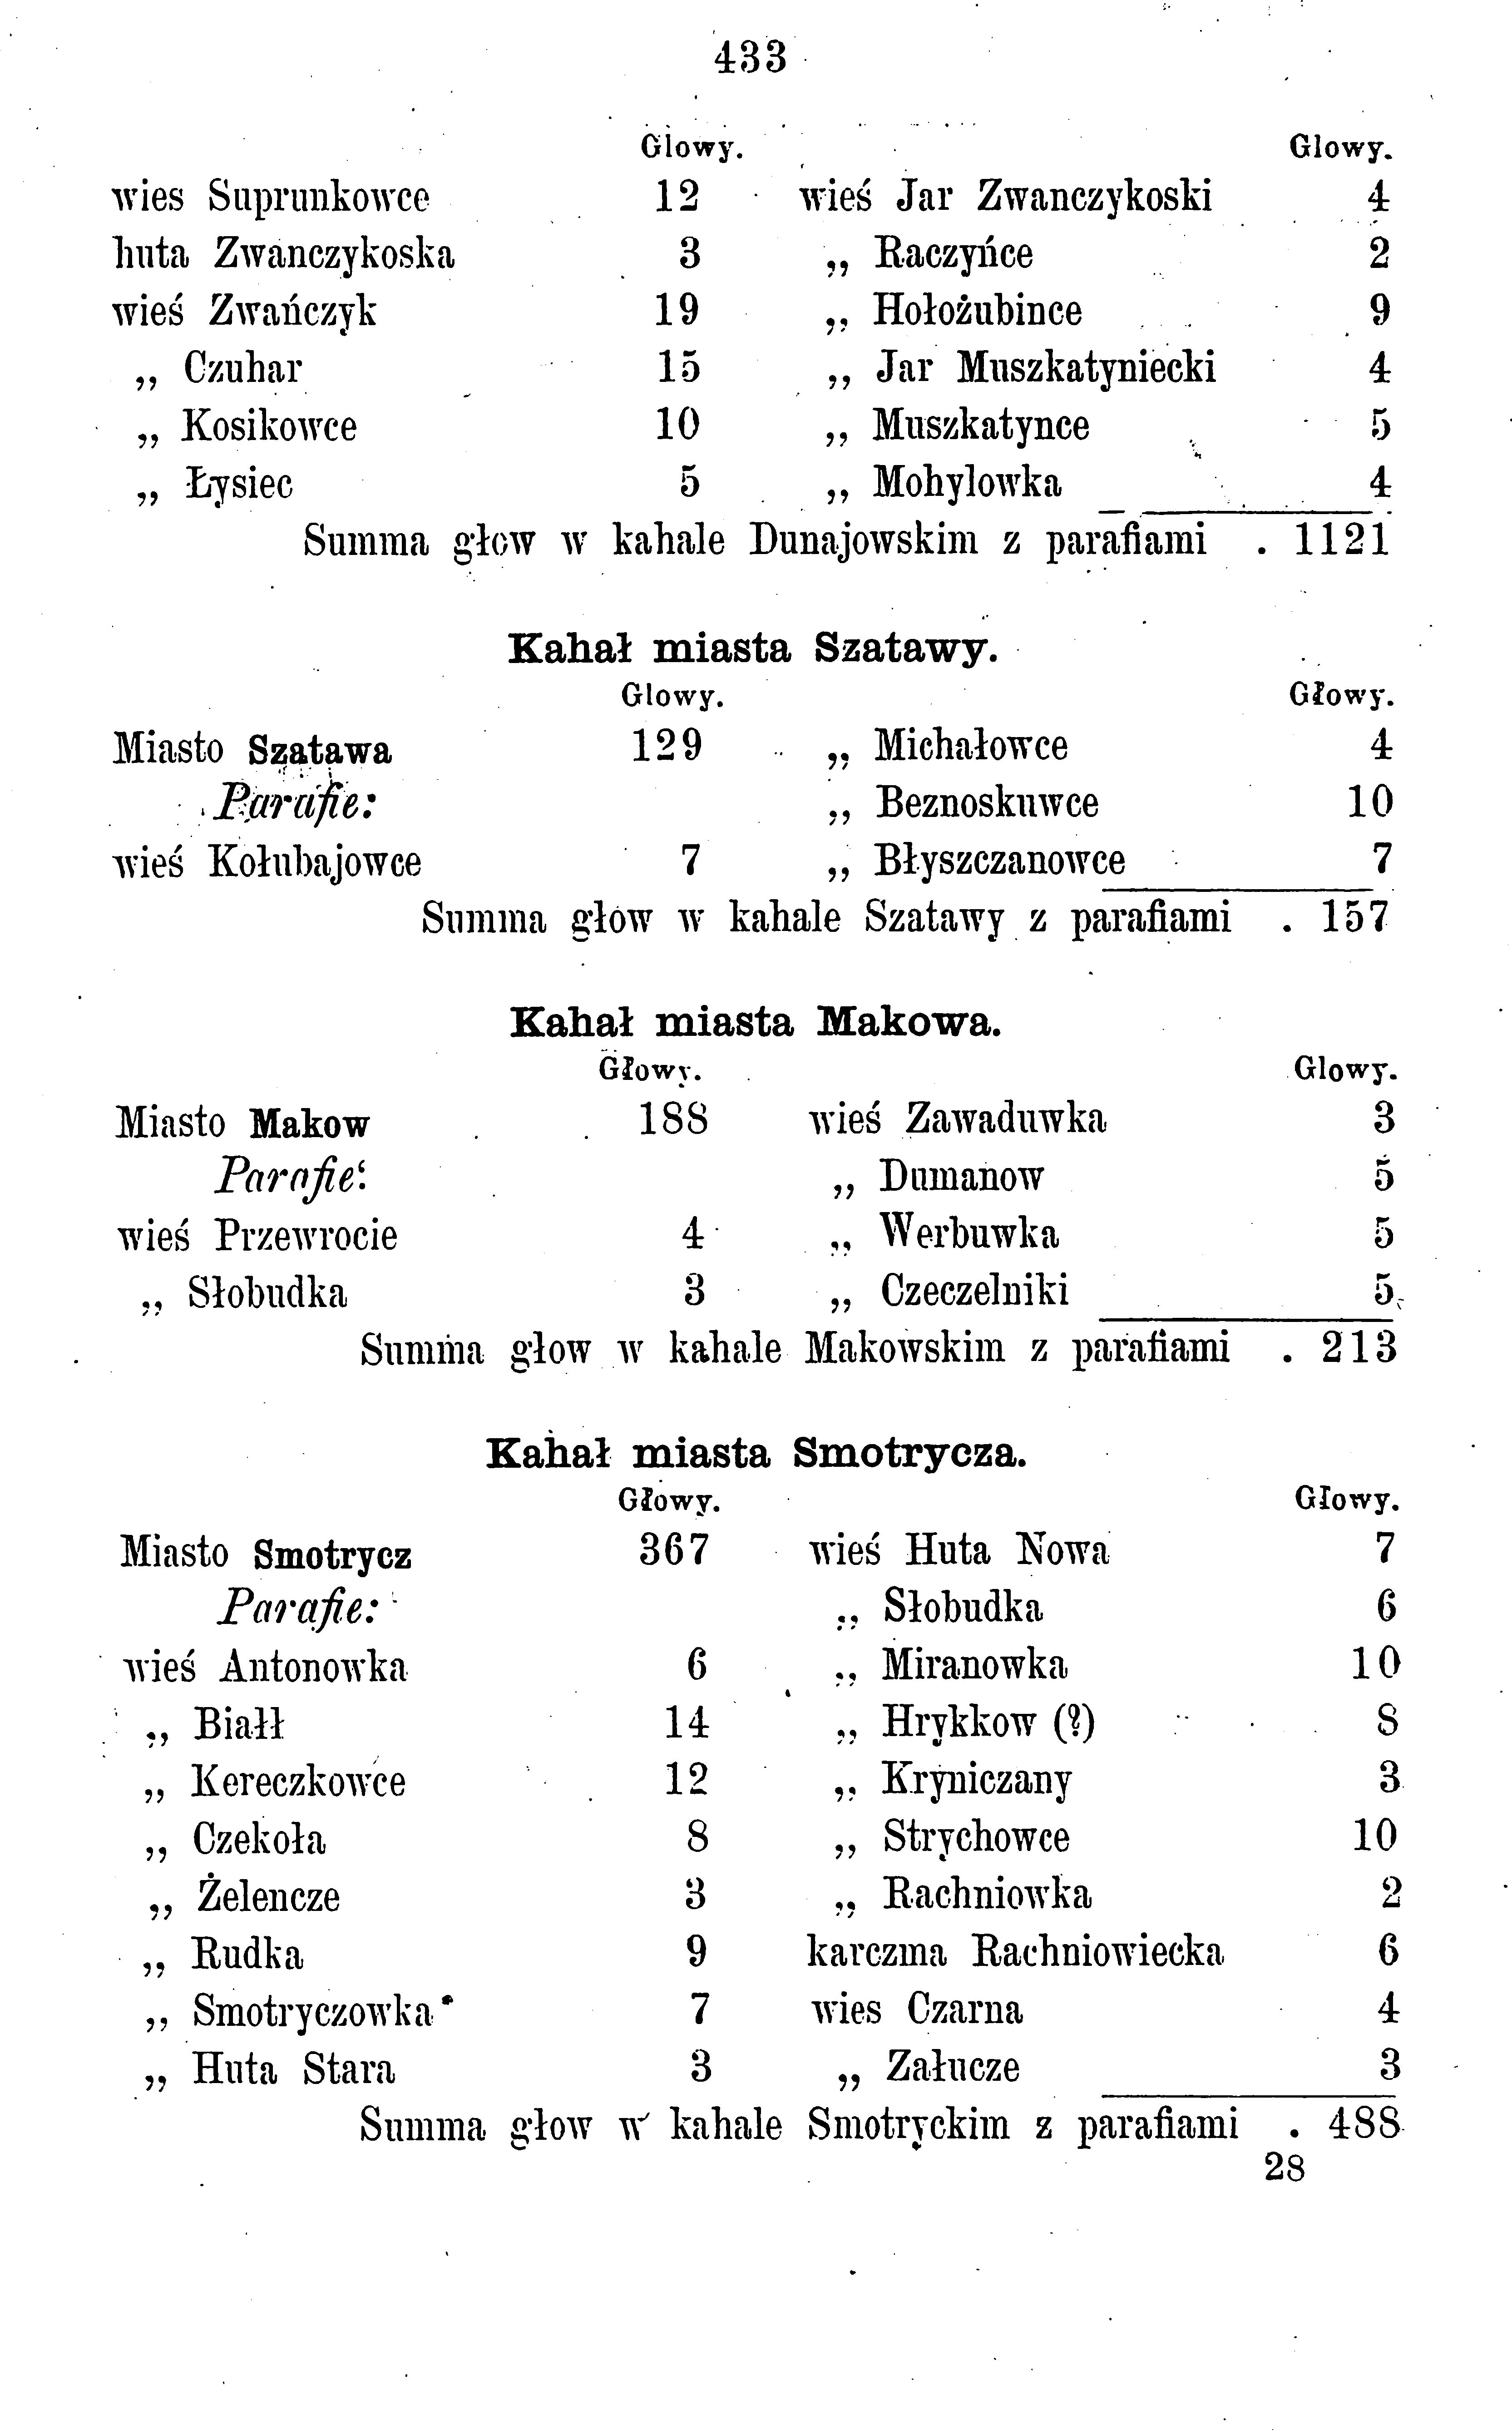 433
Glowy. Glowy.
wies Suprunkowce 12 wieś Jar Zwanczykoski 4
huta Zwanczykoska 3 „ Raczyńce 2
wieś Zwańczyk 19 „ Hołożubince 9
„ Czuhar 15 „ Jar Muszkatyniecki 4
„ Kosikowce 10 „ Muszkatynce 5
„ Łysiec 5 „ Mohylowka 4
Summa głow w kahale Dunajowskim z parafiami . 1121
Kahał miasta Szatawy.
Glowy. Głowy.
Miasto Szatawa 129 „ Michałowce 4
Parafie: „ Beznoskuwce 10
wieś Kołubajowce 7 „ Błyszczanowce 7
Summa głow w kahale Szatawy z parafiami . 157
Kahał miasta Makowa.
Głowy. Glowy.
Miasto Makow 188 wieś Zawaduwka 3
Parafie: „ Dumanow 5
wieś Przewrocie 4 „ Werbuwka 5
„ Słobudka 3 „ Czeczelniki 5
Summa głow w kahale Makowskim z parafiami . 213
Kahał miasta Smotrycza.
Głowy. Głowy.
Miasto Smotrycz 367 wieś Huta Nowa 7
Parafie: „ Słobudka 6
wieś Antonowka 6 „ Miranowka 10
„ Białł 14 „ Hrykkow (?) 8
„ Kereczkowce 12 „ Kryniczany 3
„ Czekoła 8 „ Strychowce 10
„ Żelencze 3 „ Rachniowka 2
„ Rudka 9 karczma Rachniowiecka 6
„ Smotryczowka 7 wies Czarna 4
„ Huta Stara 3 „ Załucze 3
Summa głow w kahale Smotryckim z parafiami . 488
28